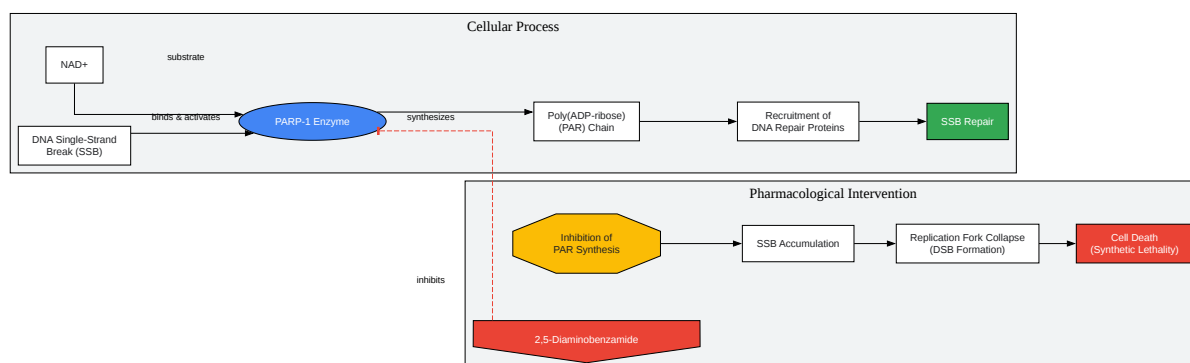 Cellular Process
substrate
NAD+
binds & activates
DNA Single-Strand
Break (SSB)
PARP-1 Enzyme
synthesizes
Poly(ADP-ribose)
(PAR) Chain
Recruitment of
DNA Repair Proteins
SSB Repair
Pharmacological Intervention
Inhibition of
PAR Synthesis
SSB Accumulation
Replication Fork Collapse
(DSB Formation)
Cell Death
(Synthetic Lethality)
inhibits
2,5-Diaminobenzamide